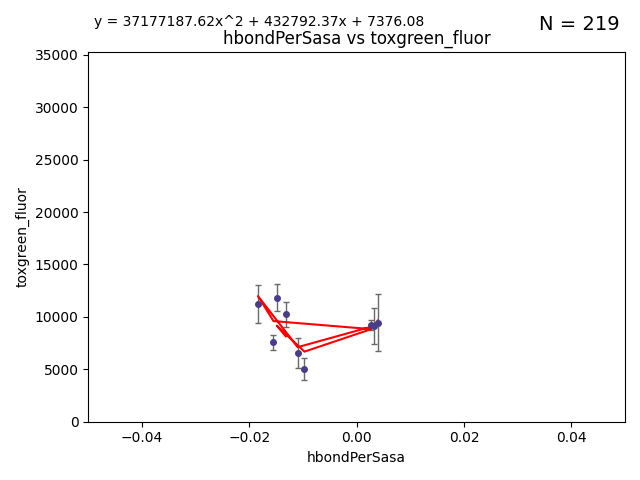 y = 37177187.62x^2 + 432792.37x + 7376.08
N = 219
hbondPerSasa vs toxgreen_fluor
35000
30000
25000
20000
15000
10000
5000
0
toxgreen_fluor
−0.04 −0.02 0.00 0.02 0.04
hbondPerSasa